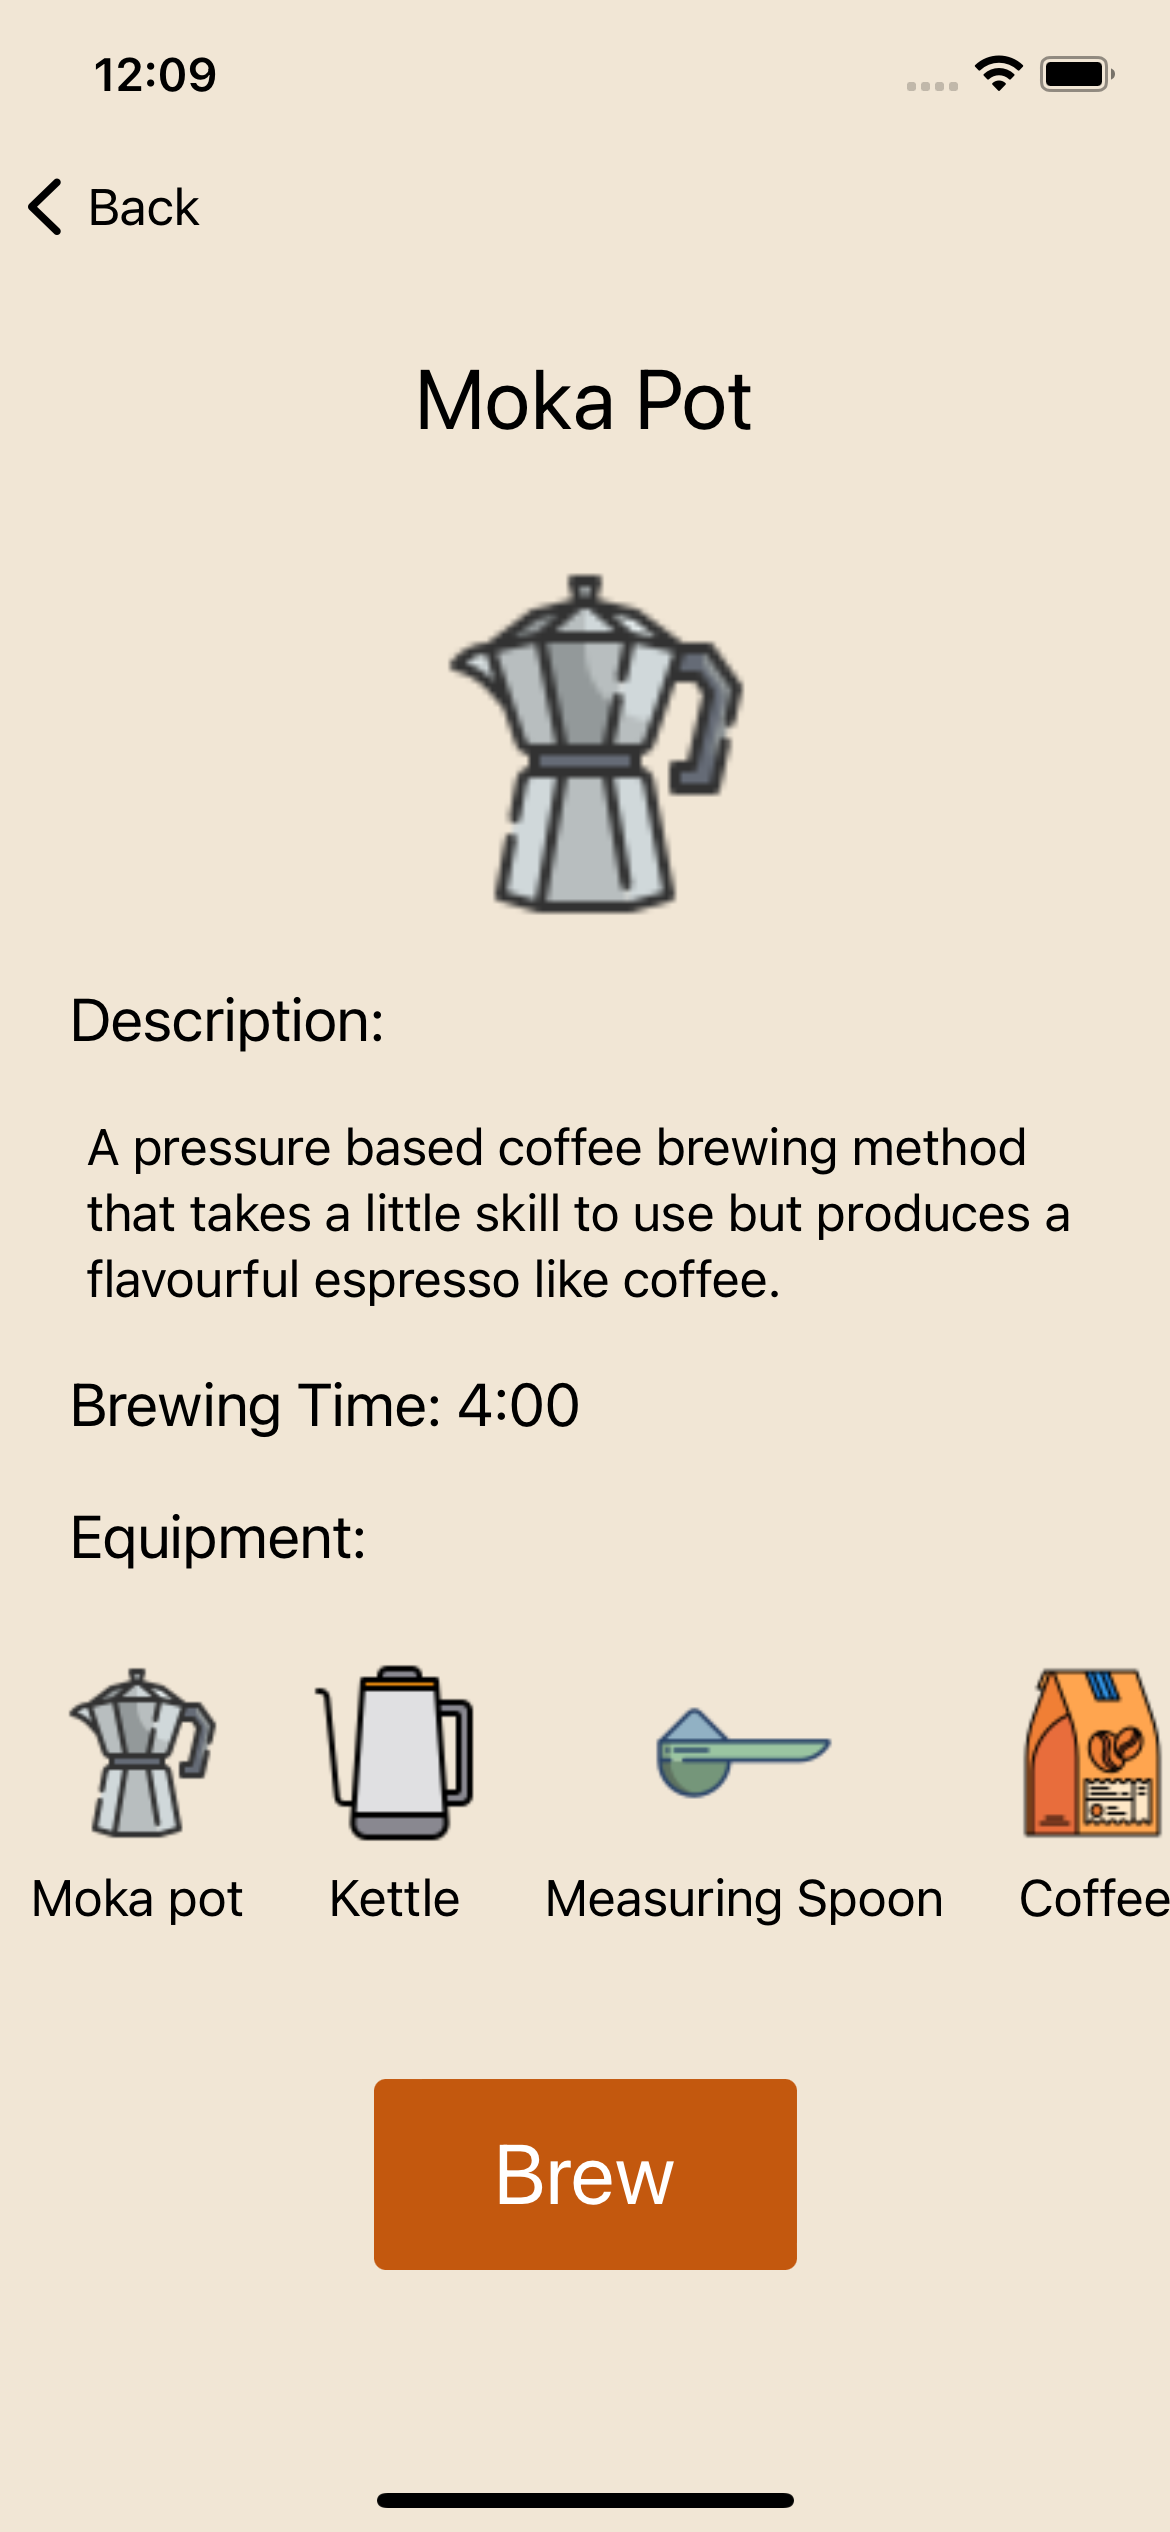 12:09
Back
Moka Pot
Description:
A pressure based coffee brewing method
that takes a little skill to use but produces a
flavourful espresso like coffee.
Brewing Time: 4:00
Equipment:
Moka pot Kettle Measuring Spoon Coffee
Brew